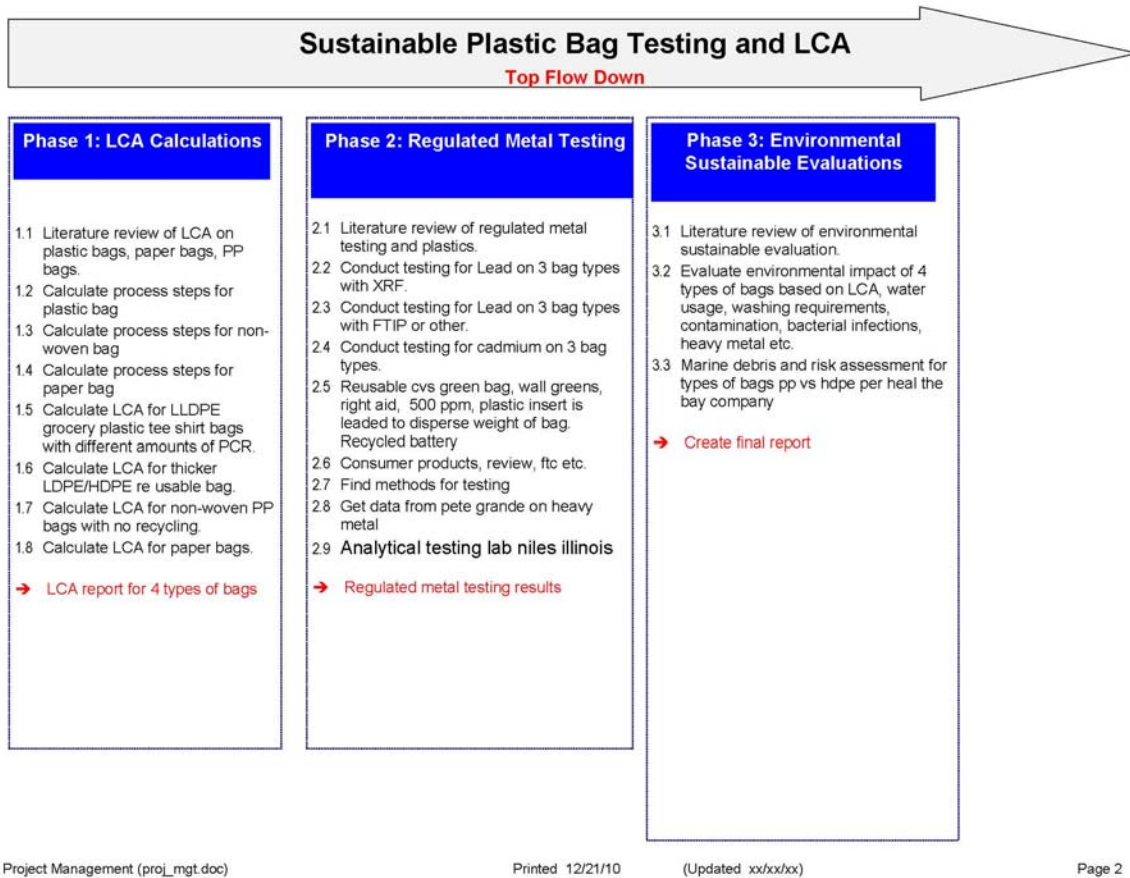 Sustainable Plastic Bag Testing and LCA
Top Flow Down
Phase 1: LCA Calculations
1.1 Literature review of LCA on
plastic bags, paper bags, PP
bags.
1.2 Calculate process steps for
plastic bag
1.3 Calculate process steps for non-
woven bag
1.4 Calculate process steps for
paper bag
1.5 Calculate LCA for LLDPE
grocery plastic tee shirt bags
with different amounts of PCR.
1.6 Calculate LCA for thicker
LDPE/HDPE re usable bag.
1.7 Calculate LCA for non-woven PP
bags with no recycling.
1.8 Calculate LCA for paper bags.
➔ LCA report for 4 types of bags
Phase 2: Regulated Metal Testing
2.1 Literature review of regulated metal
testing and plastics.
2.2 Conduct testing for Lead on 3 bag types
with XRF.
2.3 Conduct testing for Lead on 3 bag types
with FTIP or other.
2.4 Conduct testing for cadmium on 3 bag
types.
2.5 Reusable cvs green bag, wall greens,
right aid, 500 ppm, plastic insert is
leaded to disperse weight of bag.
Recycled battery
2.6 Consumer products, review, ftc etc.
2.7 Find methods for testing
2.8 Get data from pete grande on heavy
metal
2.9 Analytical testing lab niles illinois
➔ Regulated metal testing results
Phase 3: Environmental
Sustainable Evaluations
3.1 Literature review of environmental
sustainable evaluation.
3.2 Evaluate environmental impact of 4
types of bags based on LCA, water
usage, washing requirements,
contamination, bacterial infections,
heavy metal etc.
3.3 Marine debris and risk assessment for
types of bags pp vs hdpe per heal the
bay company
➔ Create final report
Project Management (proj_mgt.doc) Printed 12/21/10 (Updated xx/xx/xx) Page 2